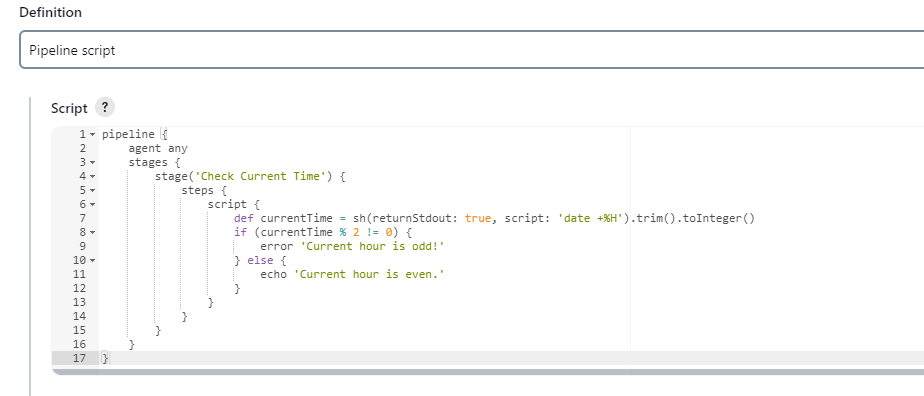 Definition
Pipeline script
Script ?
1 pipeline {
2     agent any
3     stages {
4         stage('Check Current Time') {
5             steps {
6                 script {
7                     def currentTime = sh(returnStdout: true, script: 'date +%H').trim().toInteger()
8                     if (currentTime % 2 != 0) {
9                         error 'Current hour is odd!'
10                     } else {
11                         echo 'Current hour is even.'
12                     }
13                 }
14             }
15         }
16     }
17 }